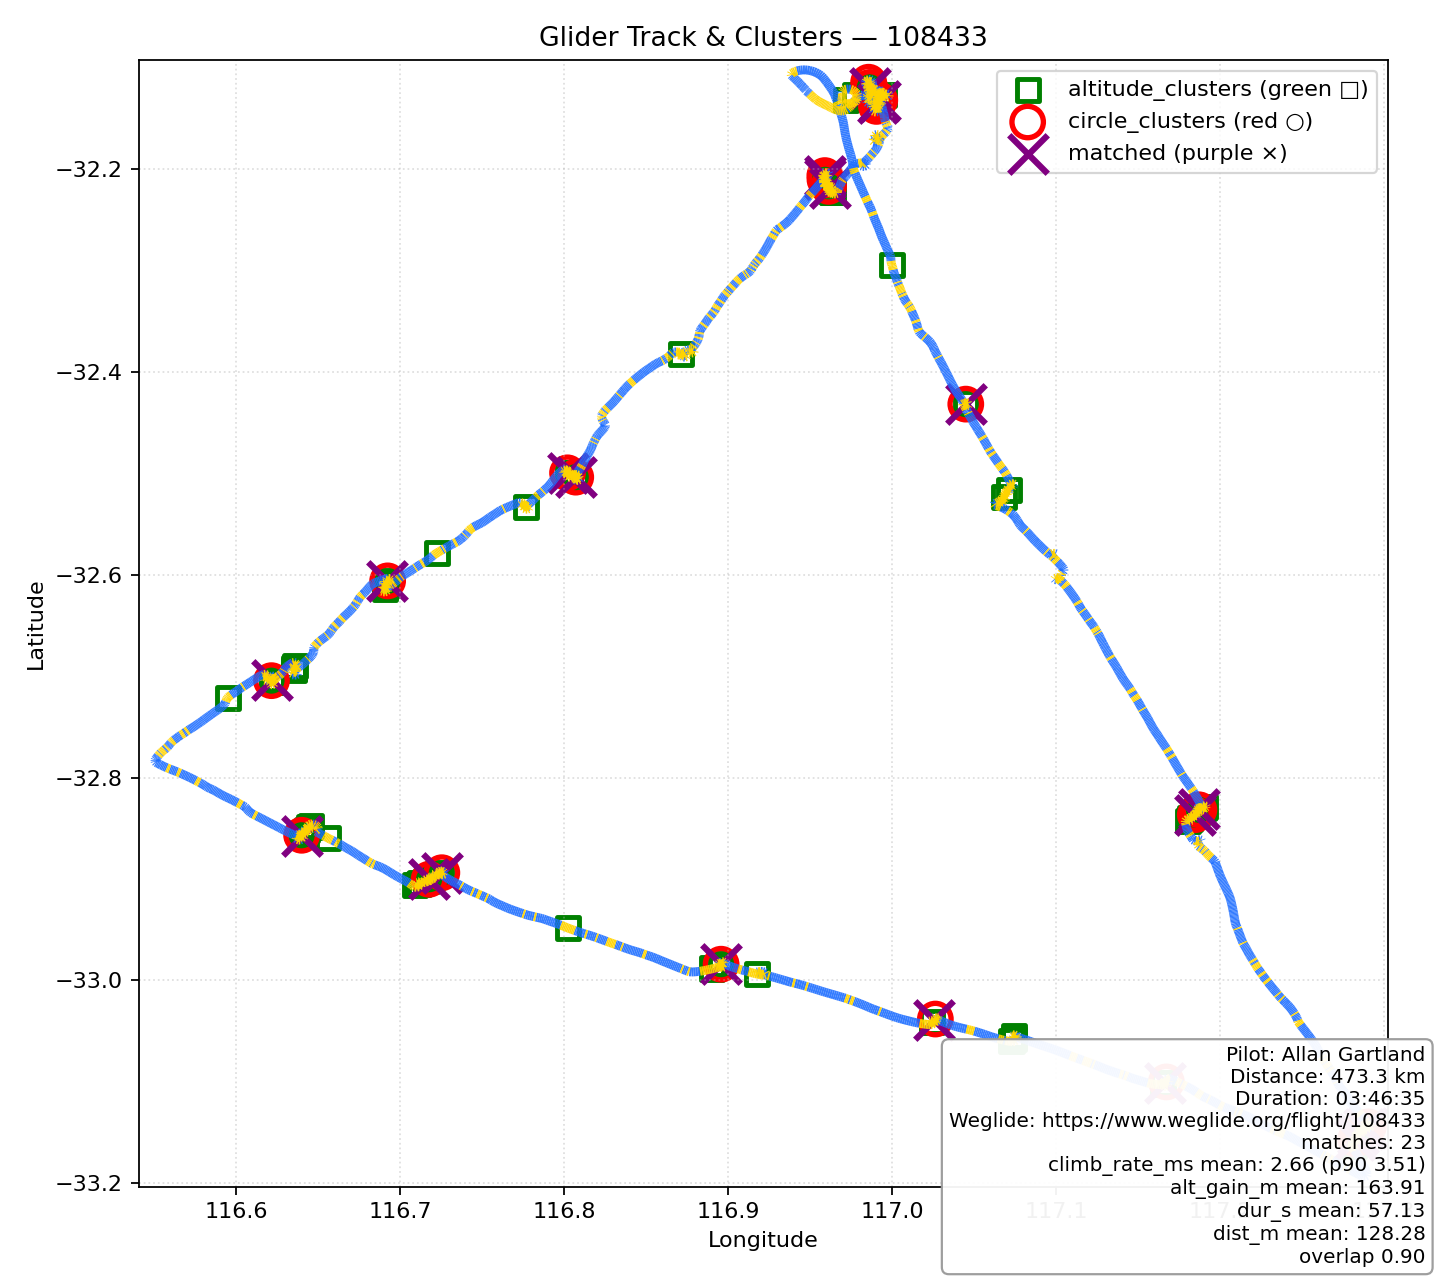 Glider Track & Clusters — 108433
altitude_clusters (green □)
circle_clusters (red ○)
matched (purple ×)
Latitude
−32.2
−32.4
−32.6
−32.8
−33.0
−33.2
116.6
116.7
116.8
116.9
117.0
117.1
Longitude
Pilot: Allan Gartland
Distance: 473.3 km
Duration: 03:46:35
Weglide: https://www.weglide.org/flight/108433
matches: 23
climb_rate_ms mean: 2.66 (p90 3.51)
alt_gain_m mean: 163.91
dur_s mean: 57.13
dist_m mean: 128.28
overlap 0.90